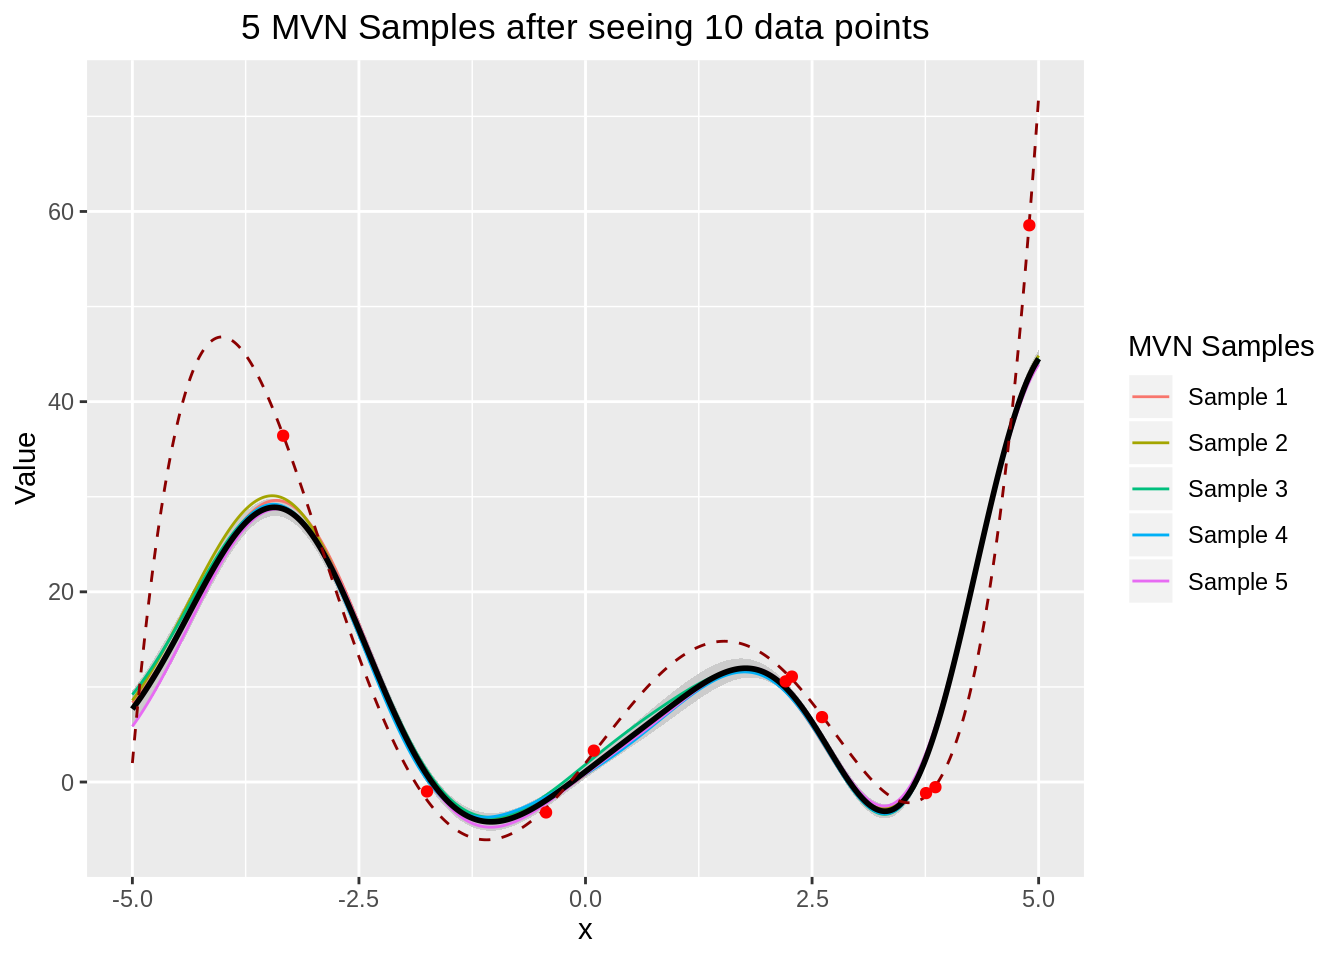 5 MVN Samples after seeing 10 data points
Value
60
40
20
0
-5.0
-2.5
0.0
2.5
5.0
x
MVN Samples
Sample 1
Sample 2
Sample 3
Sample 4
Sample 5